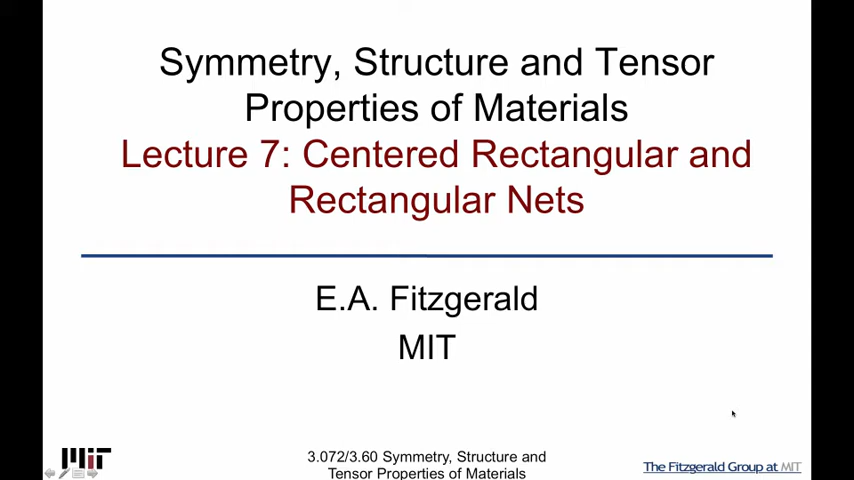 Symmetry, Structure and Tensor
Properties of Materials
Lecture 7: Centered Rectangular and
Rectangular Nets
E.A. Fitzgerald
MIT
MIT
3.072/3.60 Symmetry, Structure and
Tensor Properties of Materials
The Fitzgerald Group at MIT